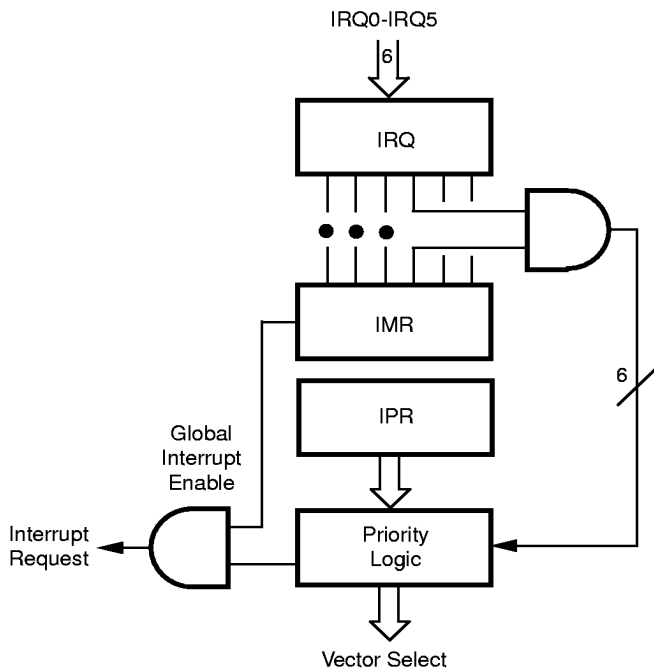 IRQ0-IRQ5
6
IRQ
IMR
6
IPR
Global
Interrupt
Enable
Interrupt
Request
Priority
Logic
Vector Select